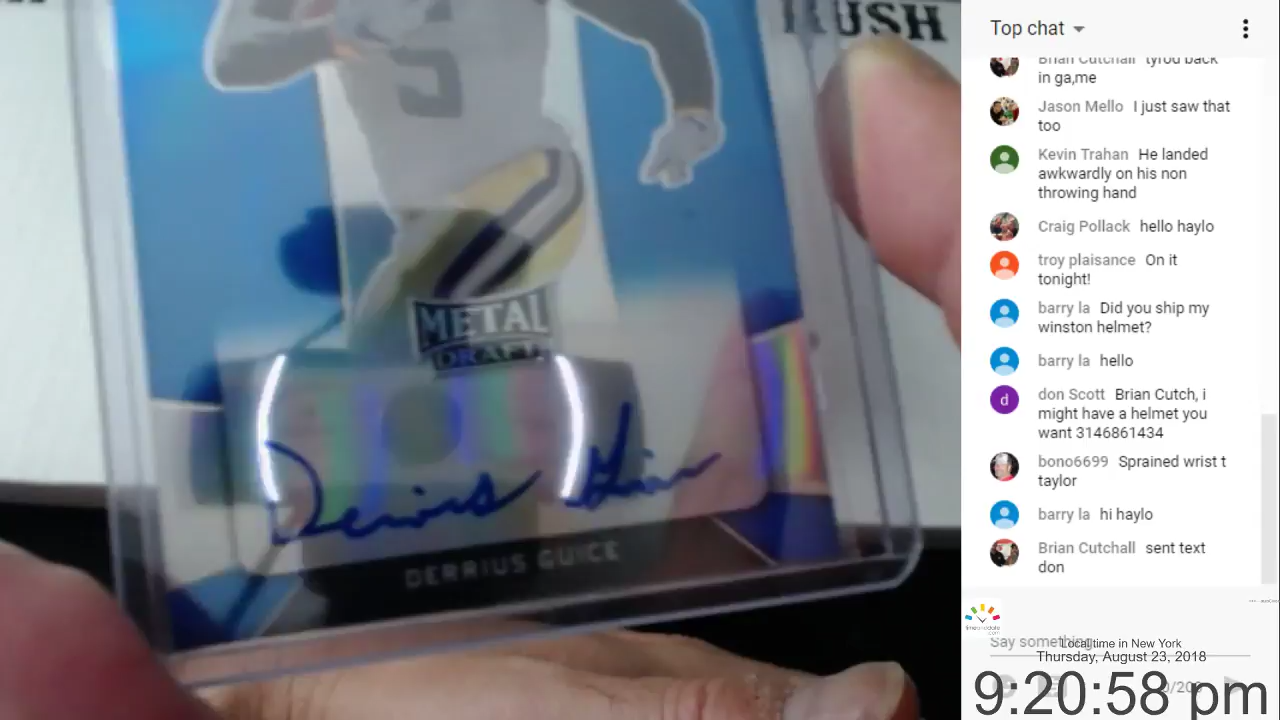 RUSH
5
METAL
DRAFT
Derrius Guice
DERRIUS GUICE
Top chat
Brian Cutchall tyrod back
in ga,me
Jason Mello I just saw that
too
Kevin Trahan He landed
awkwardly on his non
throwing hand
Craig Pollack hello haylo
troy plaisance On it
tonight!
barry la Did you ship my
winston helmet?
barry la hello
d don Scott Brian Cutch, i
might have a helmet you
want 3146861434
bono6699 Sprained wrist t
taylor
barry la hi haylo
Brian Cutchall sent text
don
Say something...
Local time in New York
Thursday, August 23, 2018
9:20:58 pm